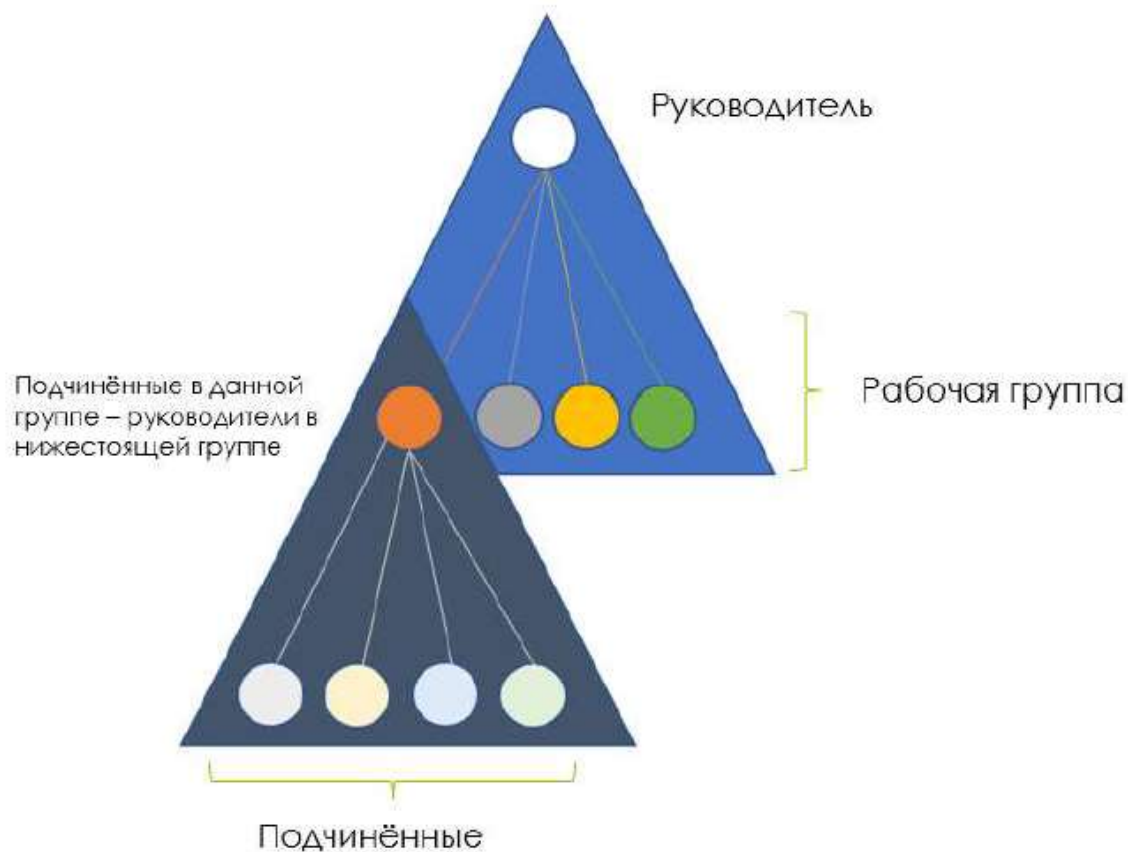 Руководитель
Подчинённые в данной
группе – руководители в
нижестоящей группе
Рабочая группа
Подчинённые